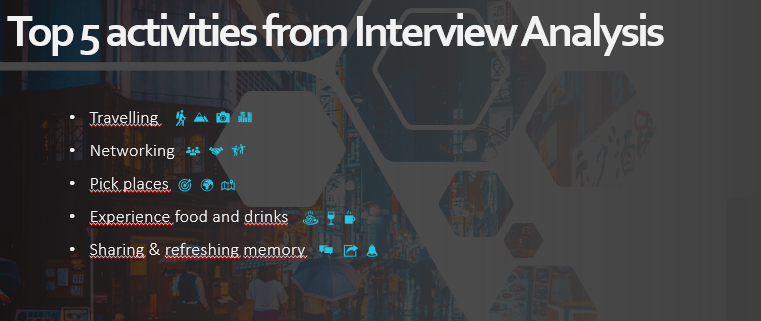 Top 5 activities from Interview Analysis
• Travelling
• Networking
• Pick places
• Experience food and drinks
• Sharing & refreshing memory